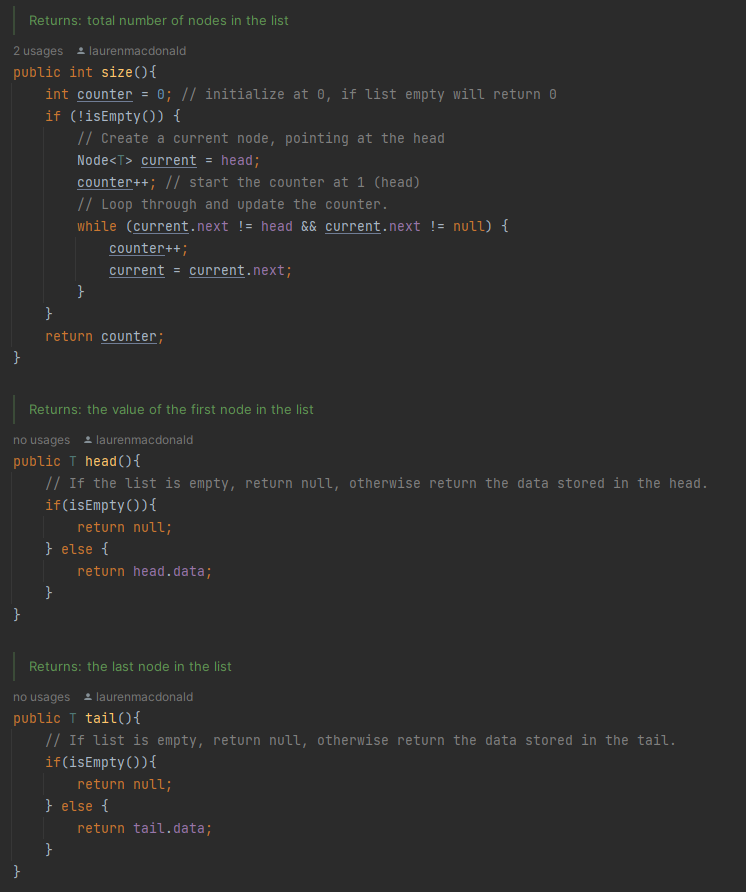 Returns: total number of nodes in the list
2 usages laurenmacdonald
public int size(){
    int counter = 0; // initialize at 0, if list empty will return 0
    if (!isEmpty()) {
        // Create a current node, pointing at the head
        Node<T> current = head;
        counter++; // start the counter at 1 (head)
        // Loop through and update the counter.
        while (current.next != head && current.next != null) {
            counter++;
            current = current.next;
        }
    }
    return counter;
}
Returns: the value of the first node in the list
no usages laurenmacdonald
public T head(){
    // If the list is empty, return null, otherwise return the data stored in the head.
    if(isEmpty()){
        return null;
    } else {
        return head.data;
    }
}
Returns: the last node in the list
no usages laurenmacdonald
public T tail(){
    // If list is empty, return null, otherwise return the data stored in the tail.
    if(isEmpty()){
        return null;
    } else {
        return tail.data;
    }
}